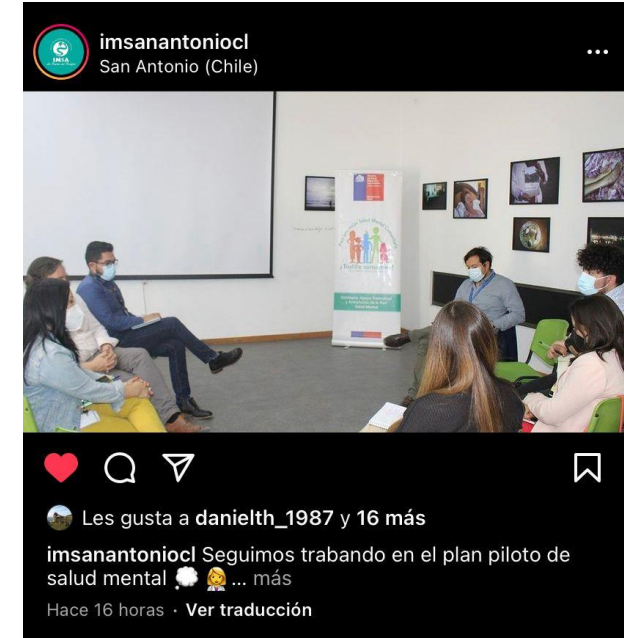 imsanantoniocl
San Antonio (Chile)
IMSA
Les gusta a danielth_1987 y 16 más
imsanantoniocl Seguimos trabando en el plan piloto de
salud mental 💭 👩‍⚕️... más
Hace 16 horas · Ver traducción